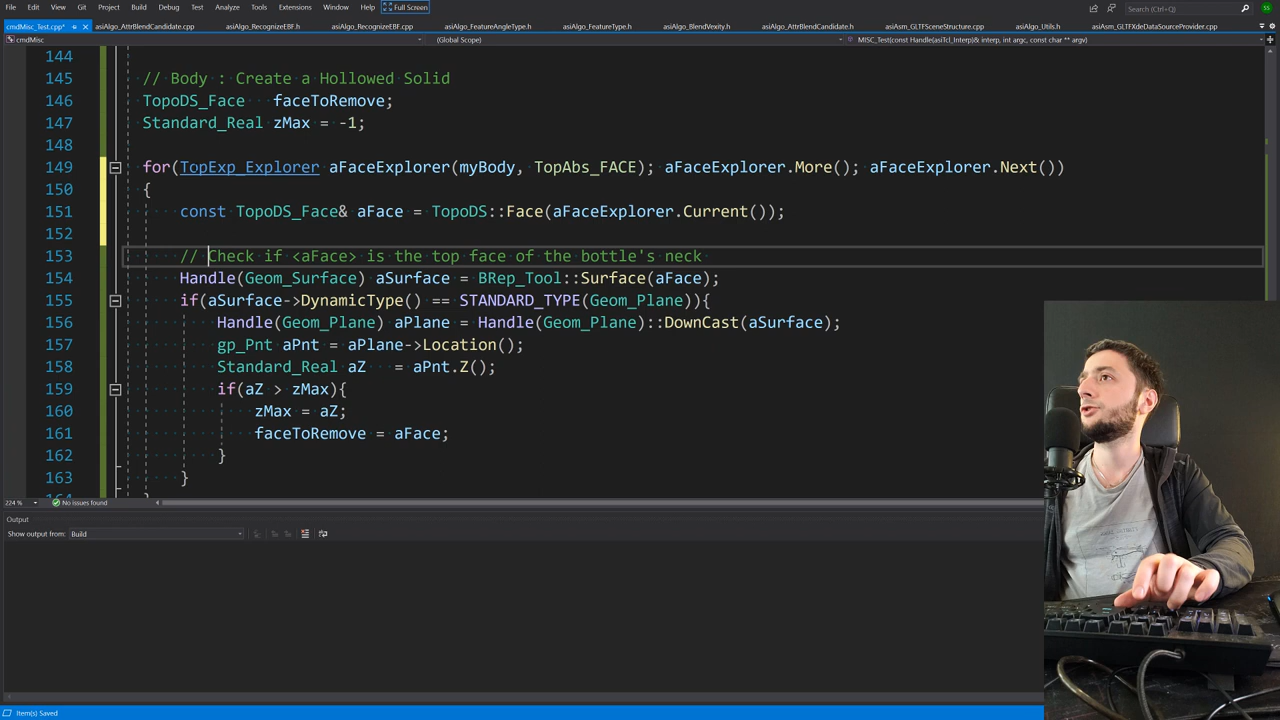 File Edit View Git Project Build Debug Test Analyze Tools Extensions Window Help Full Screen Search (Ctrl+Q) SS
cmdMisc_Test.cpp* asiAlgo_AttrBlendCandidate.cpp asiAlgo_RecognizeEBF.h asiAlgo_RecognizeEBF.cpp asiAlgo_FeatureAngleType.h asiAlgo_FeatureType.h asiAlgo_BlendVexity.h asiAlgo_AttrBlendCandidate.h asiAsm_GLTFSceneStructure.cpp asiAlgo_Utils.h asiAsm_GLTFXdeDataSourceProvider.cpp
cmdMisc (Global Scope) MISC_Test(const Handle(asiTcl_Interp)& interp, int argc, const char ** argv)
144
145 // Body : Create a Hollowed Solid
146 TopoDS_Face faceToRemove;
147 Standard_Real zMax = -1;
148
149 for(TopExp_Explorer aFaceExplorer(myBody, TopAbs_FACE); aFaceExplorer.More(); aFaceExplorer.Next())
150 {
151 const TopoDS_Face& aFace = TopoDS::Face(aFaceExplorer.Current());
152
153 // Check if <aFace> is the top face of the bottle's neck
154 Handle(Geom_Surface) aSurface = BRep_Tool::Surface(aFace);
155 if(aSurface->DynamicType() == STANDARD_TYPE(Geom_Plane)){
156 Handle(Geom_Plane) aPlane = Handle(Geom_Plane)::DownCast(aSurface);
157 gp_Pnt aPnt = aPlane->Location();
158 Standard_Real aZ = aPnt.Z();
159 if(aZ > zMax){
160 zMax = aZ;
161 faceToRemove = aFace;
162 }
163 }
164 }
224 % No issues found
Output
Show output from: Build
Item(s) Saved